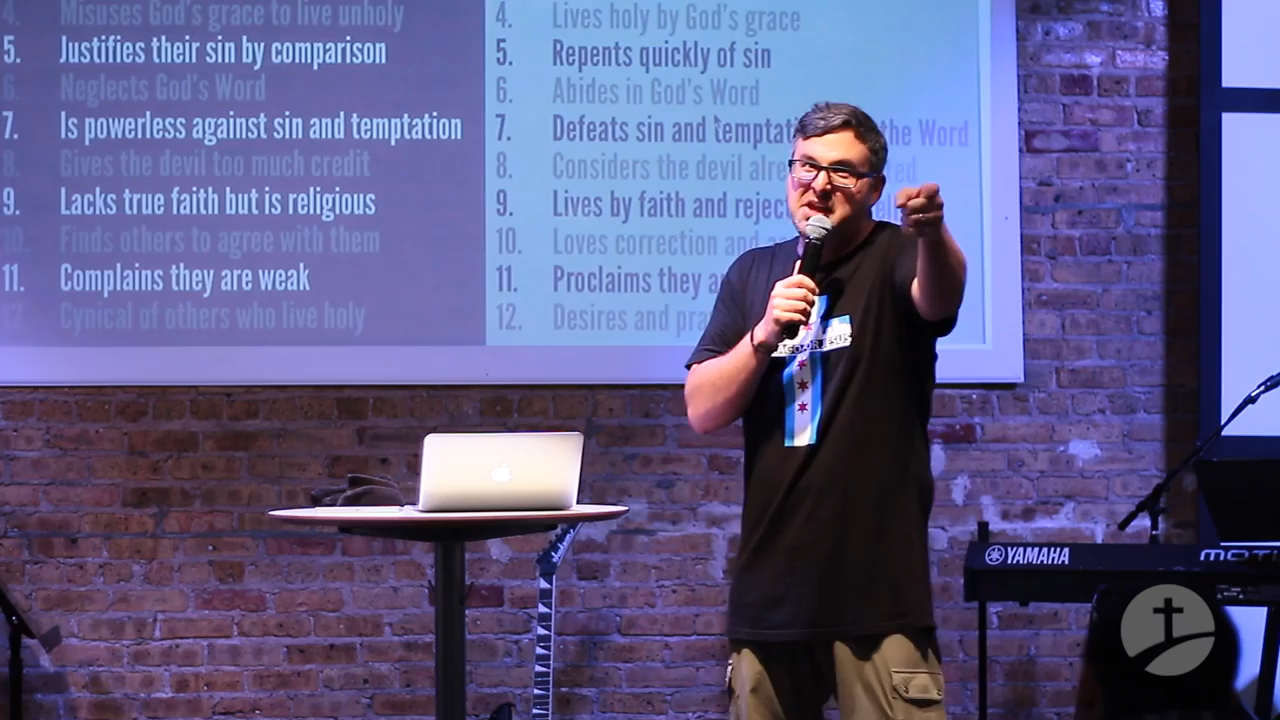 4. Misuses God's grace to live unholy
5. Justifies their sin by comparison
6. Neglects God's Word
7. Is powerless against sin and temptation
8. Gives the devil too much credit
9. Lacks true faith but is religious
10. Finds others to agree with them
11. Complains they are weak
12. Cynical of others who live holy
4. Lives holy by God's grace
5. Repents quickly of sin
6. Abides in God's Word
7. Defeats sin and the Word
8. Considers the devil
9. Lives by faith and
10. Loves correction
11. Proclaims they
12. Desires and
OR JESUS
YAMAHA